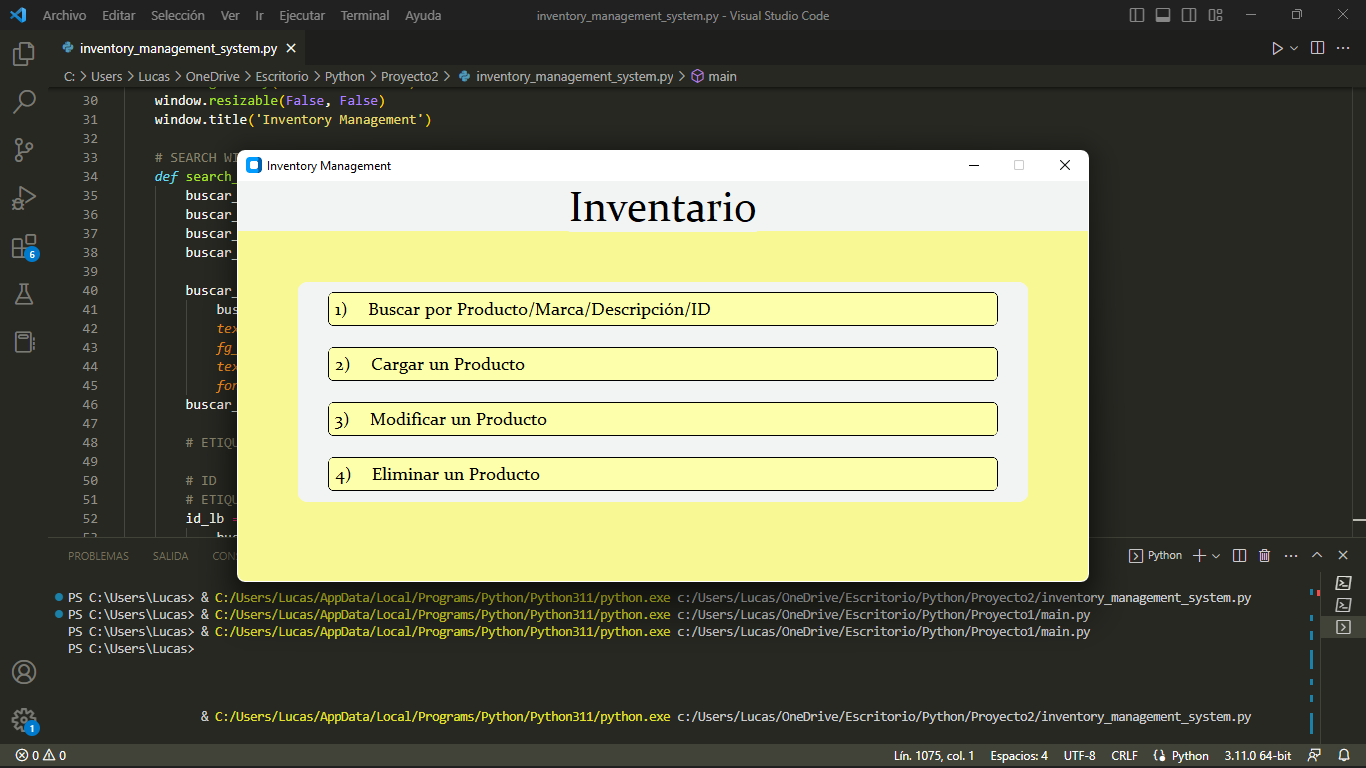 Archivo Editar Selección Ver Ir Ejecutar Terminal Ayuda inventory_management_system.py - Visual Studio Code
inventory_management_system.py
C: > Users > Lucas > OneDrive > Escritorio > Python > Proyecto2 > inventory_management_system.py > main
30 window.resizable(False, False)
31 window.title('Inventory Management')
32
33 # SEARCH WI
34 def search_
35 buscar_
36 buscar_
37 buscar_
38 buscar_
39
40 buscar_
41 bus
42 tex
43 fg_
44 tex
45 for
46 buscar_
47
48 # ETIQU
49
50 # ID
51 # ETIQU
52 id_lb =
53
Inventory Management
Inventario
1) Buscar por Producto/Marca/Descripción/ID
2) Cargar un Producto
3) Modificar un Producto
4) Eliminar un Producto
6
PROBLEMAS SALIDA CONS Python
PS C:\Users\Lucas> & C:/Users/Lucas/AppData/Local/Programs/Python/Python311/python.exe c:/Users/Lucas/OneDrive/Escritorio/Python/Proyecto2/inventory_management_system.py
PS C:\Users\Lucas> & C:/Users/Lucas/AppData/Local/Programs/Python/Python311/python.exe c:/Users/Lucas/OneDrive/Escritorio/Python/Proyecto1/main.py
PS C:\Users\Lucas> & C:/Users/Lucas/AppData/Local/Programs/Python/Python311/python.exe c:/Users/Lucas/OneDrive/Escritorio/Python/Proyecto1/main.py
PS C:\Users\Lucas>
& C:/Users/Lucas/AppData/Local/Programs/Python/Python311/python.exe c:/Users/Lucas/OneDrive/Escritorio/Python/Proyecto2/inventory_management_system.py
1
0 0 Lín. 1075, col. 1 Espacios: 4 UTF-8 CRLF Python 3.11.0 64-bit